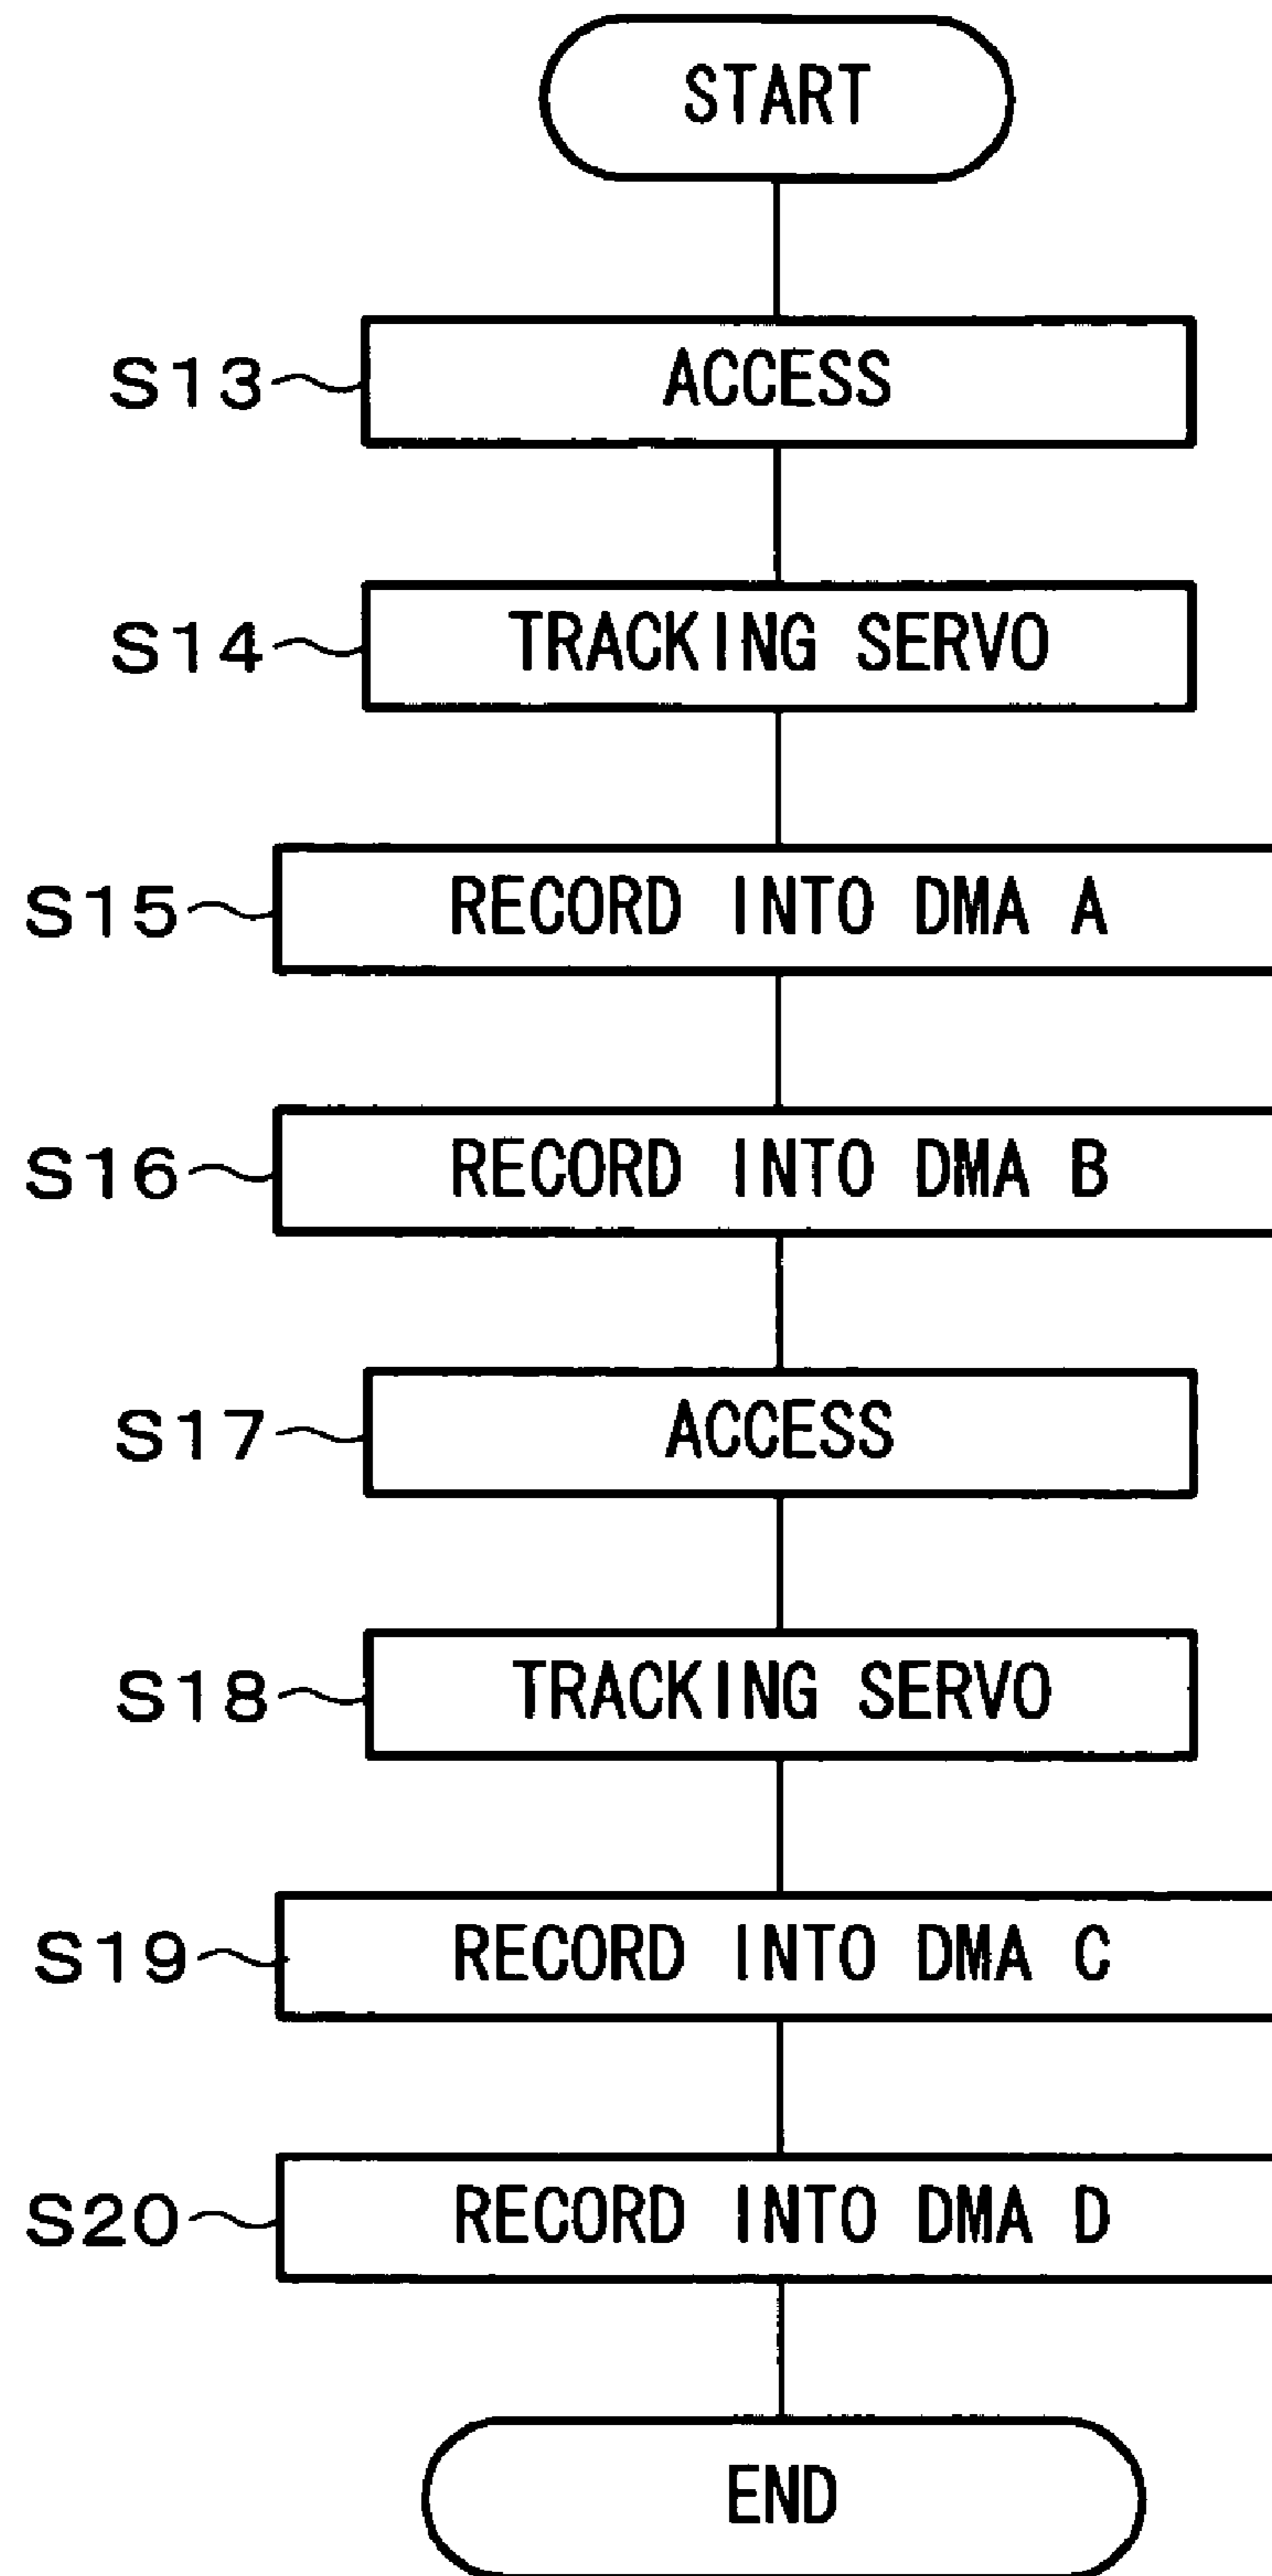 START
S13 ACCESS
S14 TRACKING SERVO
S15 RECORD INTO DMA A
S16 RECORD INTO DMA B
S17 ACCESS
S18 TRACKING SERVO
S19 RECORD INTO DMA C
S20 RECORD INTO DMA D
END